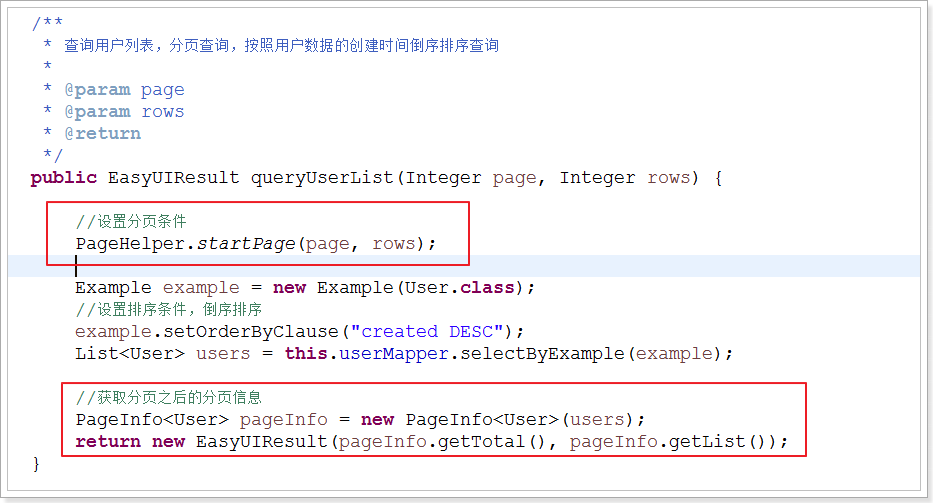 /**
 * 查询用户列表，分页查询，按照用户数据的创建时间倒序排序查询
 *
 * @param page
 * @param rows
 * @return
 */
public EasyUIResult queryUserList(Integer page, Integer rows) {
//设置分页条件
PageHelper.startPage(page, rows);
Example example = new Example(User.class);
//设置排序条件，倒序排序
example.setOrderByClause("created DESC");
List<User> users = this.userMapper.selectByExample(example);
//获取分页之后的分页信息
PageInfo<User> pageInfo = new PageInfo<User>(users);
return new EasyUIResult(pageInfo.getTotal(), pageInfo.getList());
}